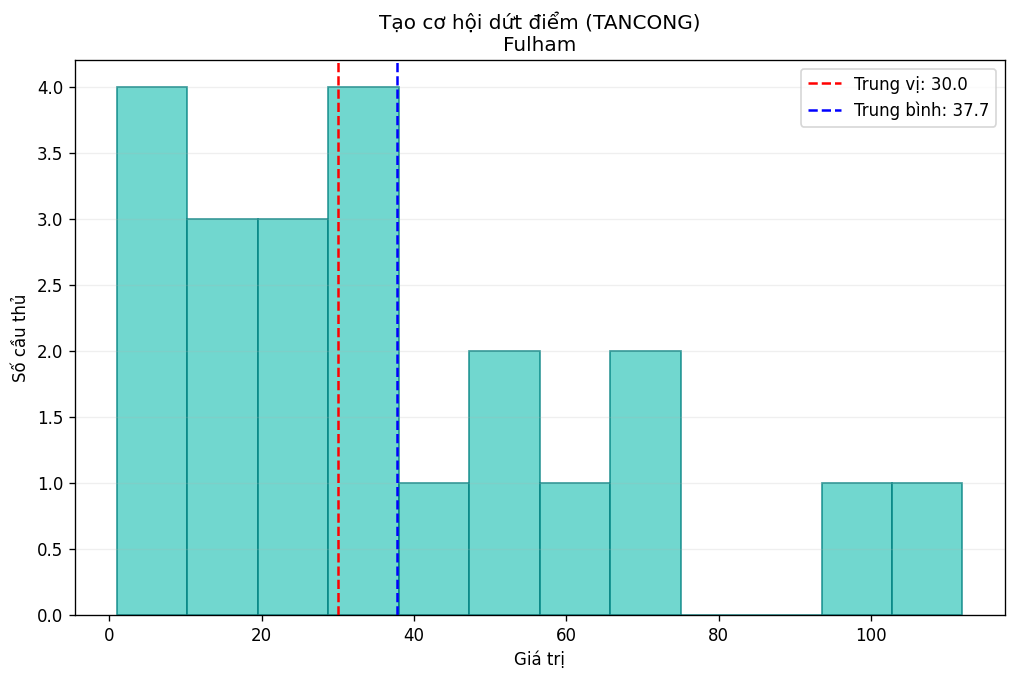 Tạo cơ hội dứt điểm (TANCONG)
Fulham
Trung vị: 30.0
Trung bình: 37.7
Số cầu thủ
4.0
3.5
3.0
2.5
2.0
1.5
1.0
0.5
0.0
0 20 40 60 80 100
Giá trị